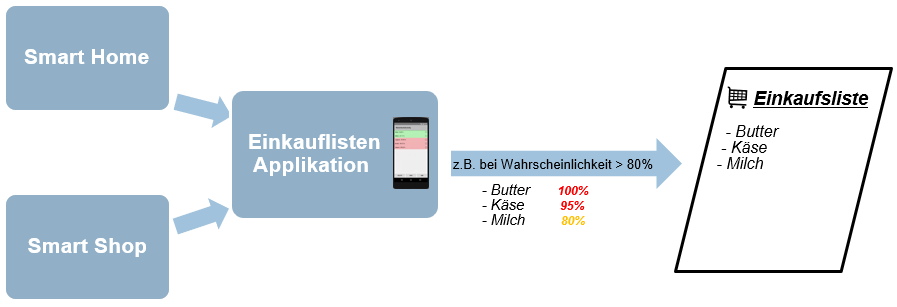 Smart Home
Smart Shop
Einkauflisten
Applikation
z.B. bei Wahrscheinlichkeit > 80%
- Butter 100%
- Käse 95%
- Milch 80%
Einkaufsliste
- Butter
- Käse
- Milch